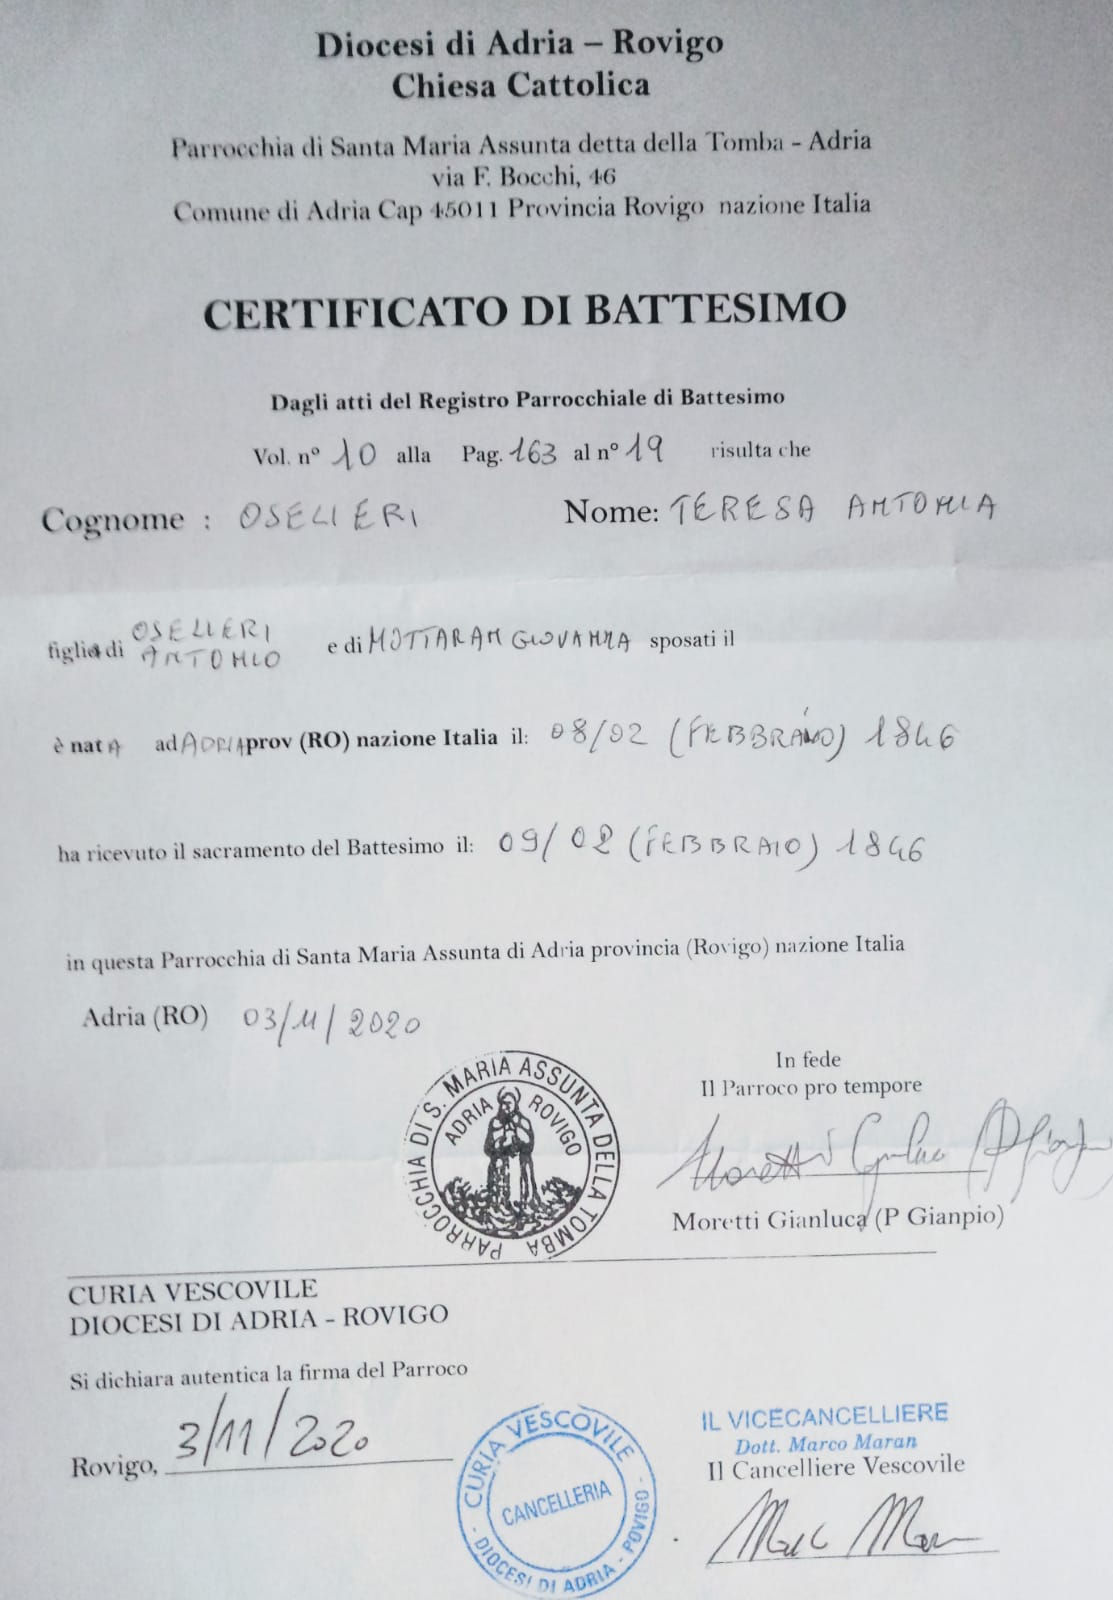 Diocesi di Adria – Rovigo
Chiesa Cattolica
Parrocchia di Santa Maria Assunta detta della Tomba - Adria
via F. Bocchi, 46
Comune di Adria Cap 45011 Provincia Rovigo nazione Italia
CERTIFICATO DI BATTESIMO
Dagli atti del Registro Parrocchiale di Battesimo
Vol. n° 10 alla Pag. 163 al n° 19 risulta che
Cognome : OSELIERI Nome: TERESA ANTONIA
figlia di OSELIERI ANTONIO e di MOTTARAN GIOVANNA sposati il
è nata ad ADRIA prov (RO) nazione Italia il: 08/02 (FEBBRAIO) 1846
ha ricevuto il sacramento del Battesimo il: 09/02 (FEBBRAIO) 1846
in questa Parrocchia di Santa Maria Assunta di Adria provincia (Rovigo) nazione Italia
Adria (RO) 03/11/2020
In fede
Il Parroco pro tempore
PARROCCHIA DI S. MARIA ASSUNTA DELLA TOMBA
ADRIA ROVIGO
Moretti Gianluca (P Gianpio)
CURIA VESCOVILE
DIOCESI DI ADRIA - ROVIGO
Si dichiara autentica la firma del Parroco
Rovigo, 3/11/2020
CURIA VESCOVILE
CANCELLERIA
- DIOCESI DI ADRIA - ROVIGO -
IL VICECANCELLIERE
Dott. Marco Maran
Il Cancelliere Vescovile